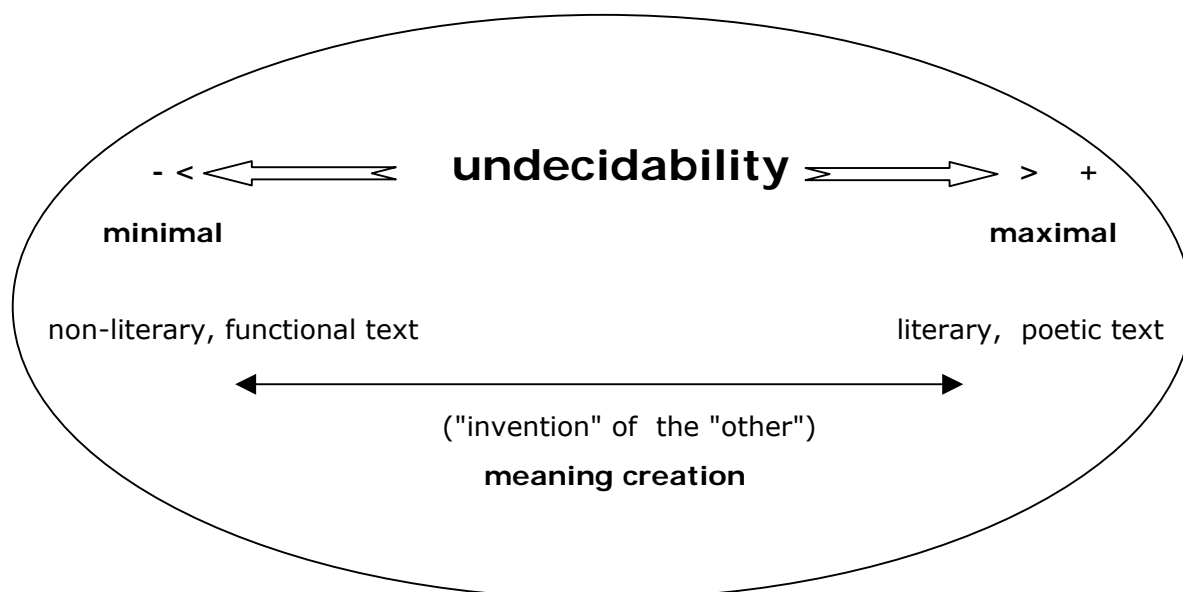 - < undecidability > +
minimal maximal
non-literary, functional text literary, poetic text
("invention" of the "other")
meaning creation